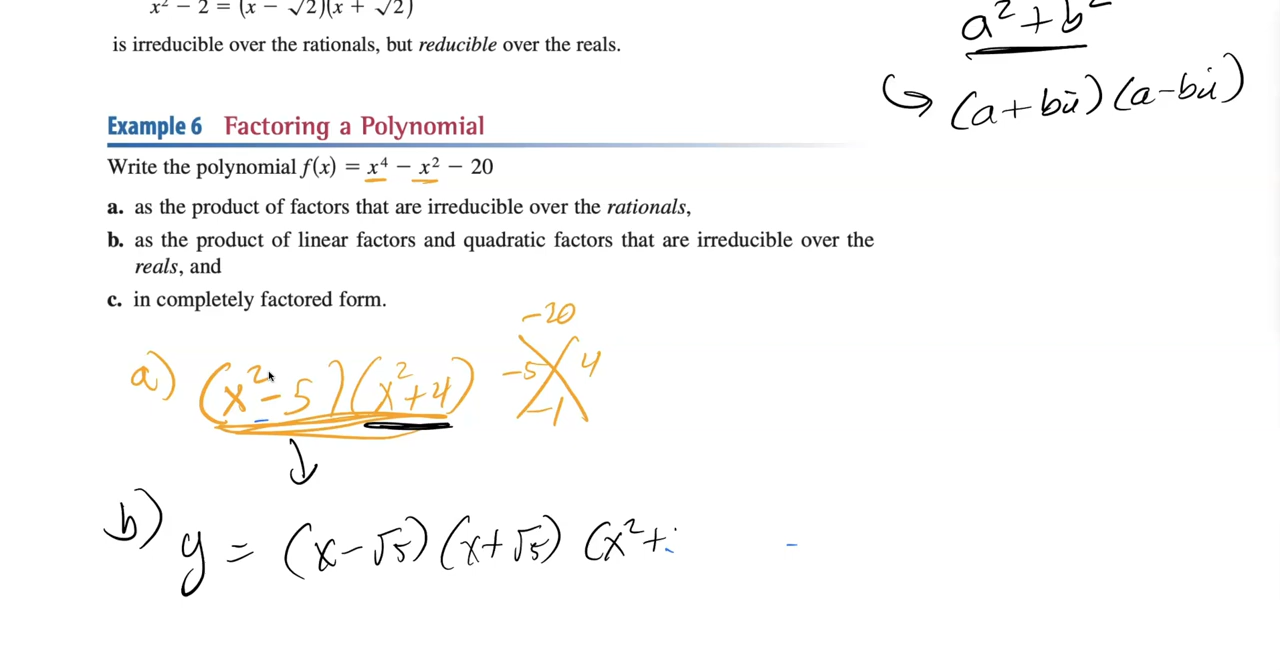 x² − 2 = (x − √2)(x + √2)
is irreducible over the rationals, but reducible over the reals.
a² + b²
↪ (a+bi) (a-bi)
Example 6 Factoring a Polynomial
Write the polynomial f(x) = x⁴ − x² − 20
a. as the product of factors that are irreducible over the rationals,
b. as the product of linear factors and quadratic factors that are irreducible over the
reals, and
c. in completely factored form.
a) (x²-5)(x²+4)
-20
-5 4
-1
b) y = (x-√5) (x+√5) (x²+